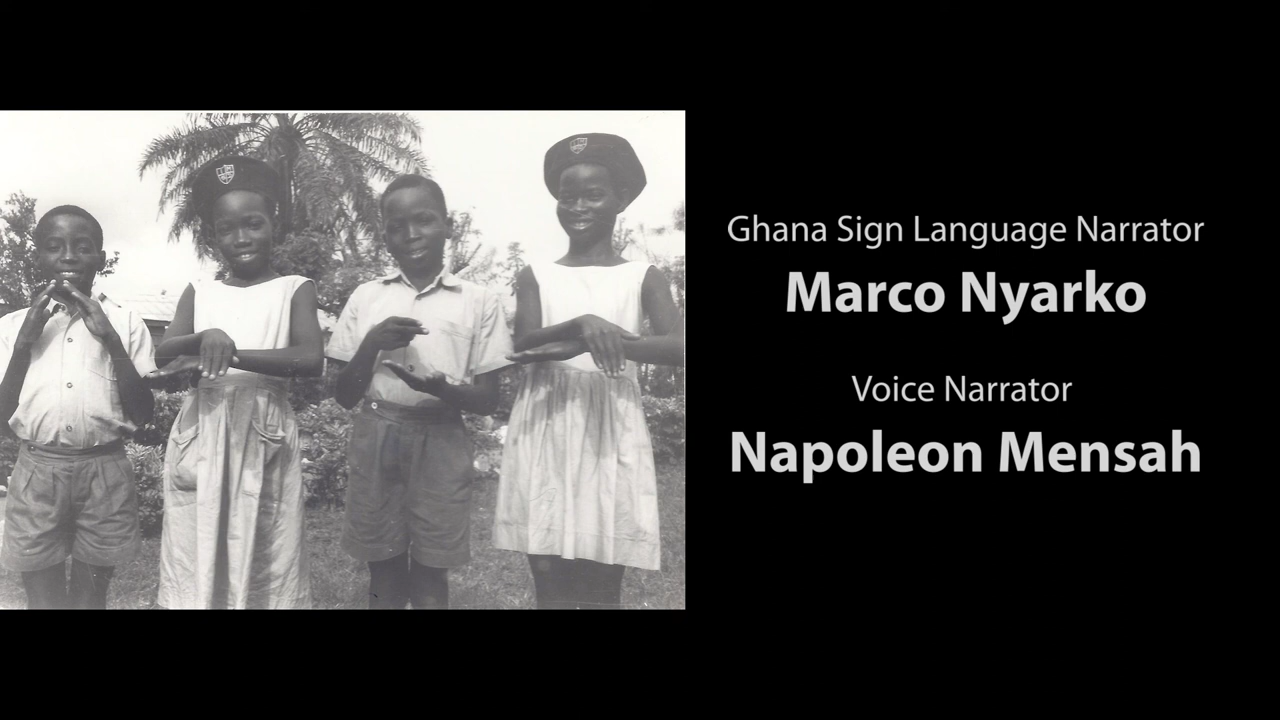 Ghana Sign Language Narrator
Marco Nyarko
Voice Narrator
Napoleon Mensah